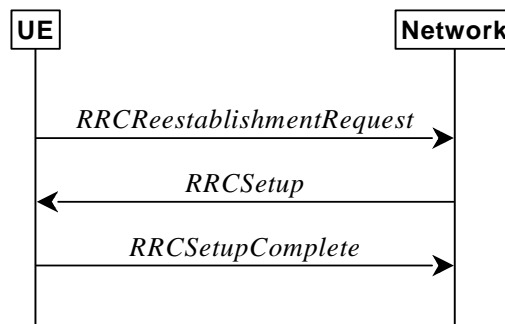 UE
Network
RRCReestablishmentRequest
RRCSetup
RRCSetupComplete